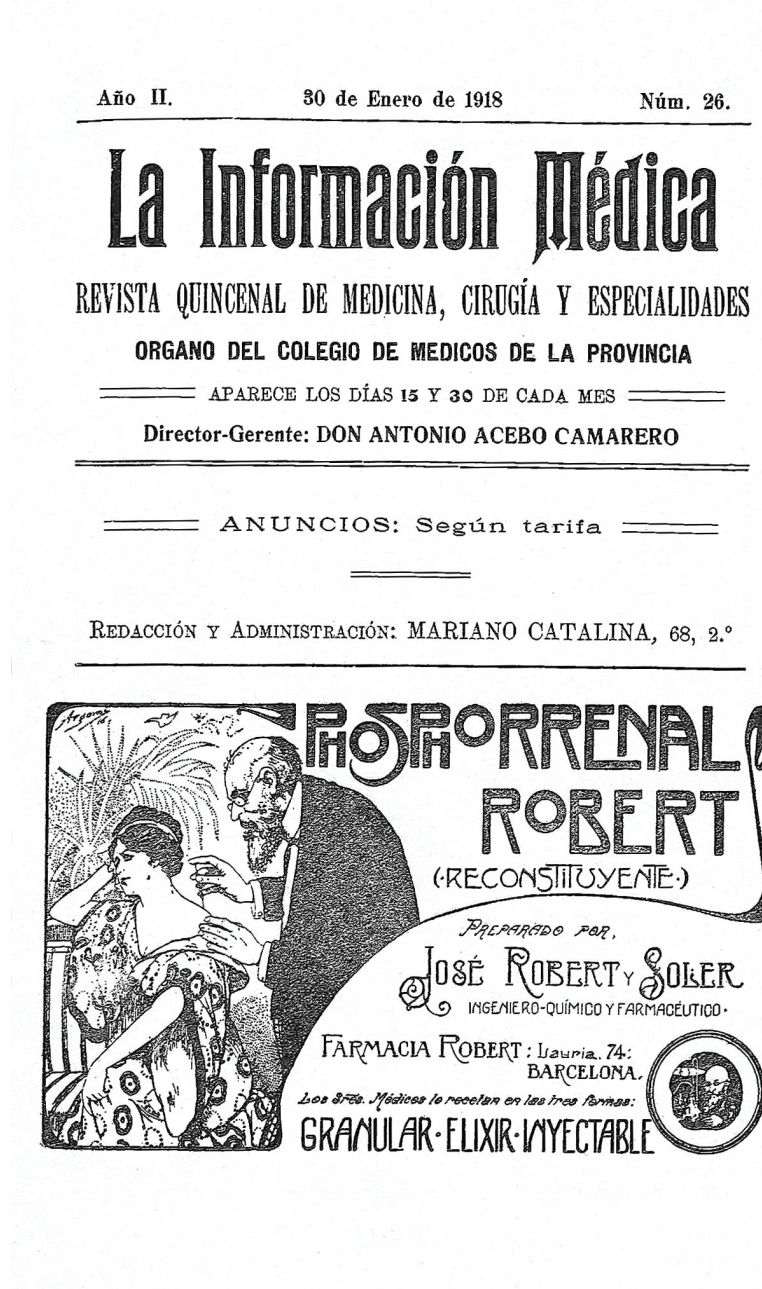 Año II.
30 de Enero de 1918
Núm. 26.
La Información Médica
REVISTA QUINCENAL DE MEDICINA, CIRUGÍA Y ESPECIALIDADES
ORGANO DEL COLEGIO DE MEDICOS DE LA PROVINCIA
APARECE LOS DÍAS 15 Y 30 DE CADA MES
Director-Gerente: DON ANTONIO ACEBO CAMARERO
ANUNCIOS: Según tarifa
REDACCIÓN Y ADMINISTRACIÓN: MARIANO CATALINA, 68, 2.º
PHOSPHORRENAL
ROBERT
(·RECONSTITUYENTE·)
PREPARADO POR,
JOSÉ ROBERT Y SOLER
INGENIERO-QUÍMICO Y FARMACÉUTICO·
FARMACIA ROBERT: Lauria, 74:
BARCELONA.
Los Sres. Médicos lo recetan en las tres formas:
GRANULAR·ELIXIR·INYECTABLE